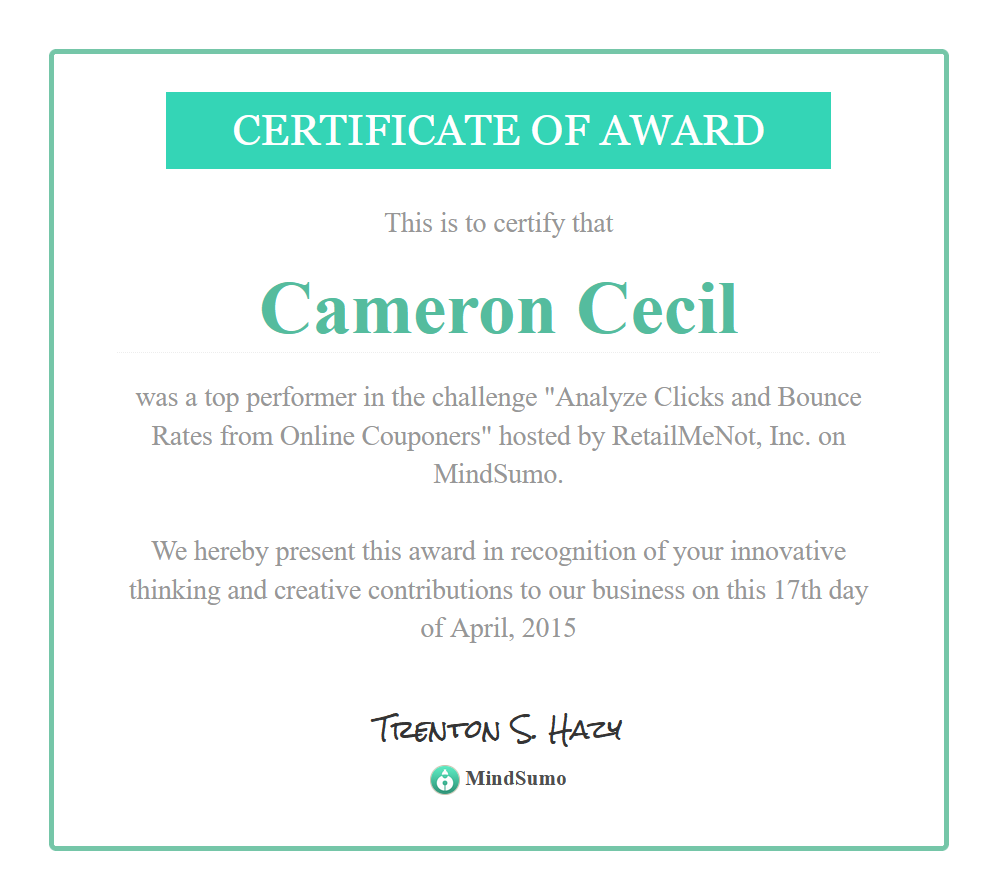 CERTIFICATE OF AWARD
This is to certify that
Cameron Cecil
was a top performer in the challenge "Analyze Clicks and Bounce
Rates from Online Couponers" hosted by RetailMeNot, Inc. on
MindSumo.
We hereby present this award in recognition of your innovative
thinking and creative contributions to our business on this 17th day
of April, 2015
Trenton S. Hazy
MindSumo